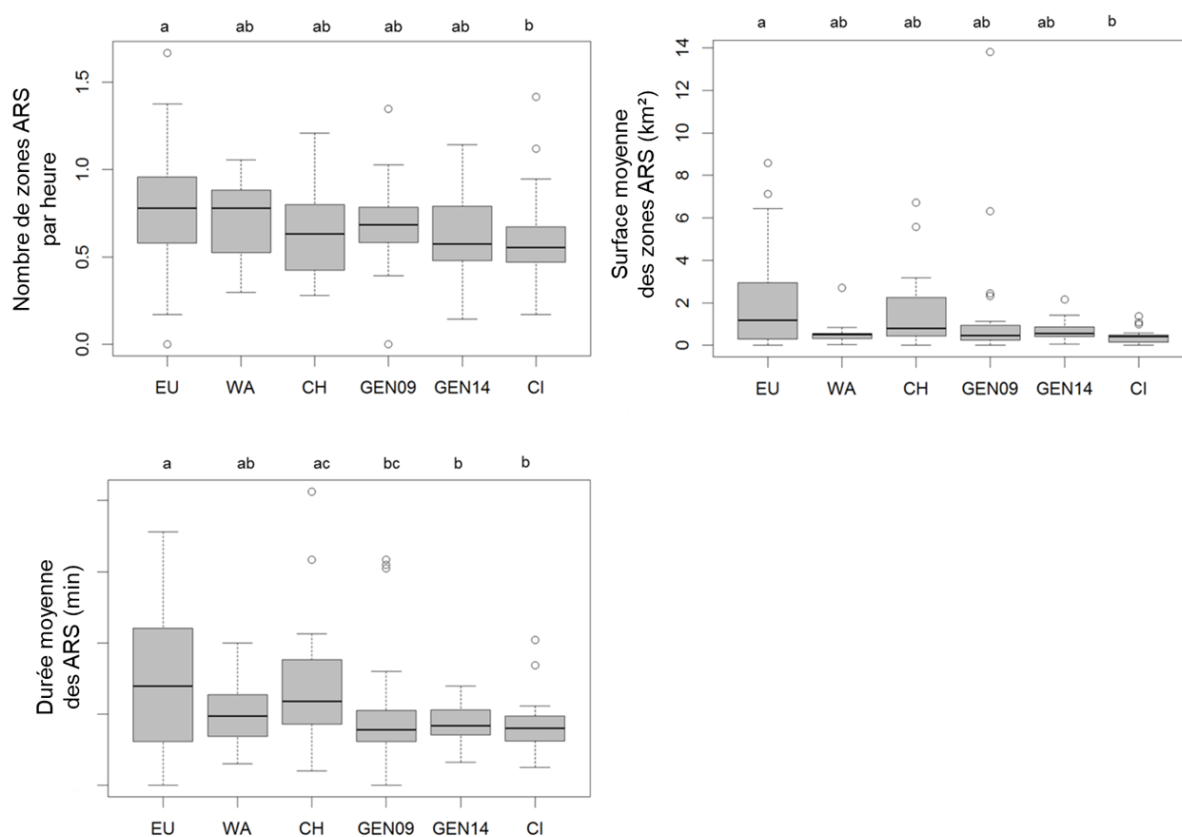 a ab ab ab ab b
Nombre de zones ARS
par heure
1.5
1.0
0.5
0.0
EU WA CH GEN09 GEN14 CI
a ab ab ab ab b
Surface moyenne
des zones ARS (km²)
14
12
10
8
6
4
2
0
EU WA CH GEN09 GEN14 CI
a ab ac bc b b
Durée moyenne
des ARS (min)
EU WA CH GEN09 GEN14 CI